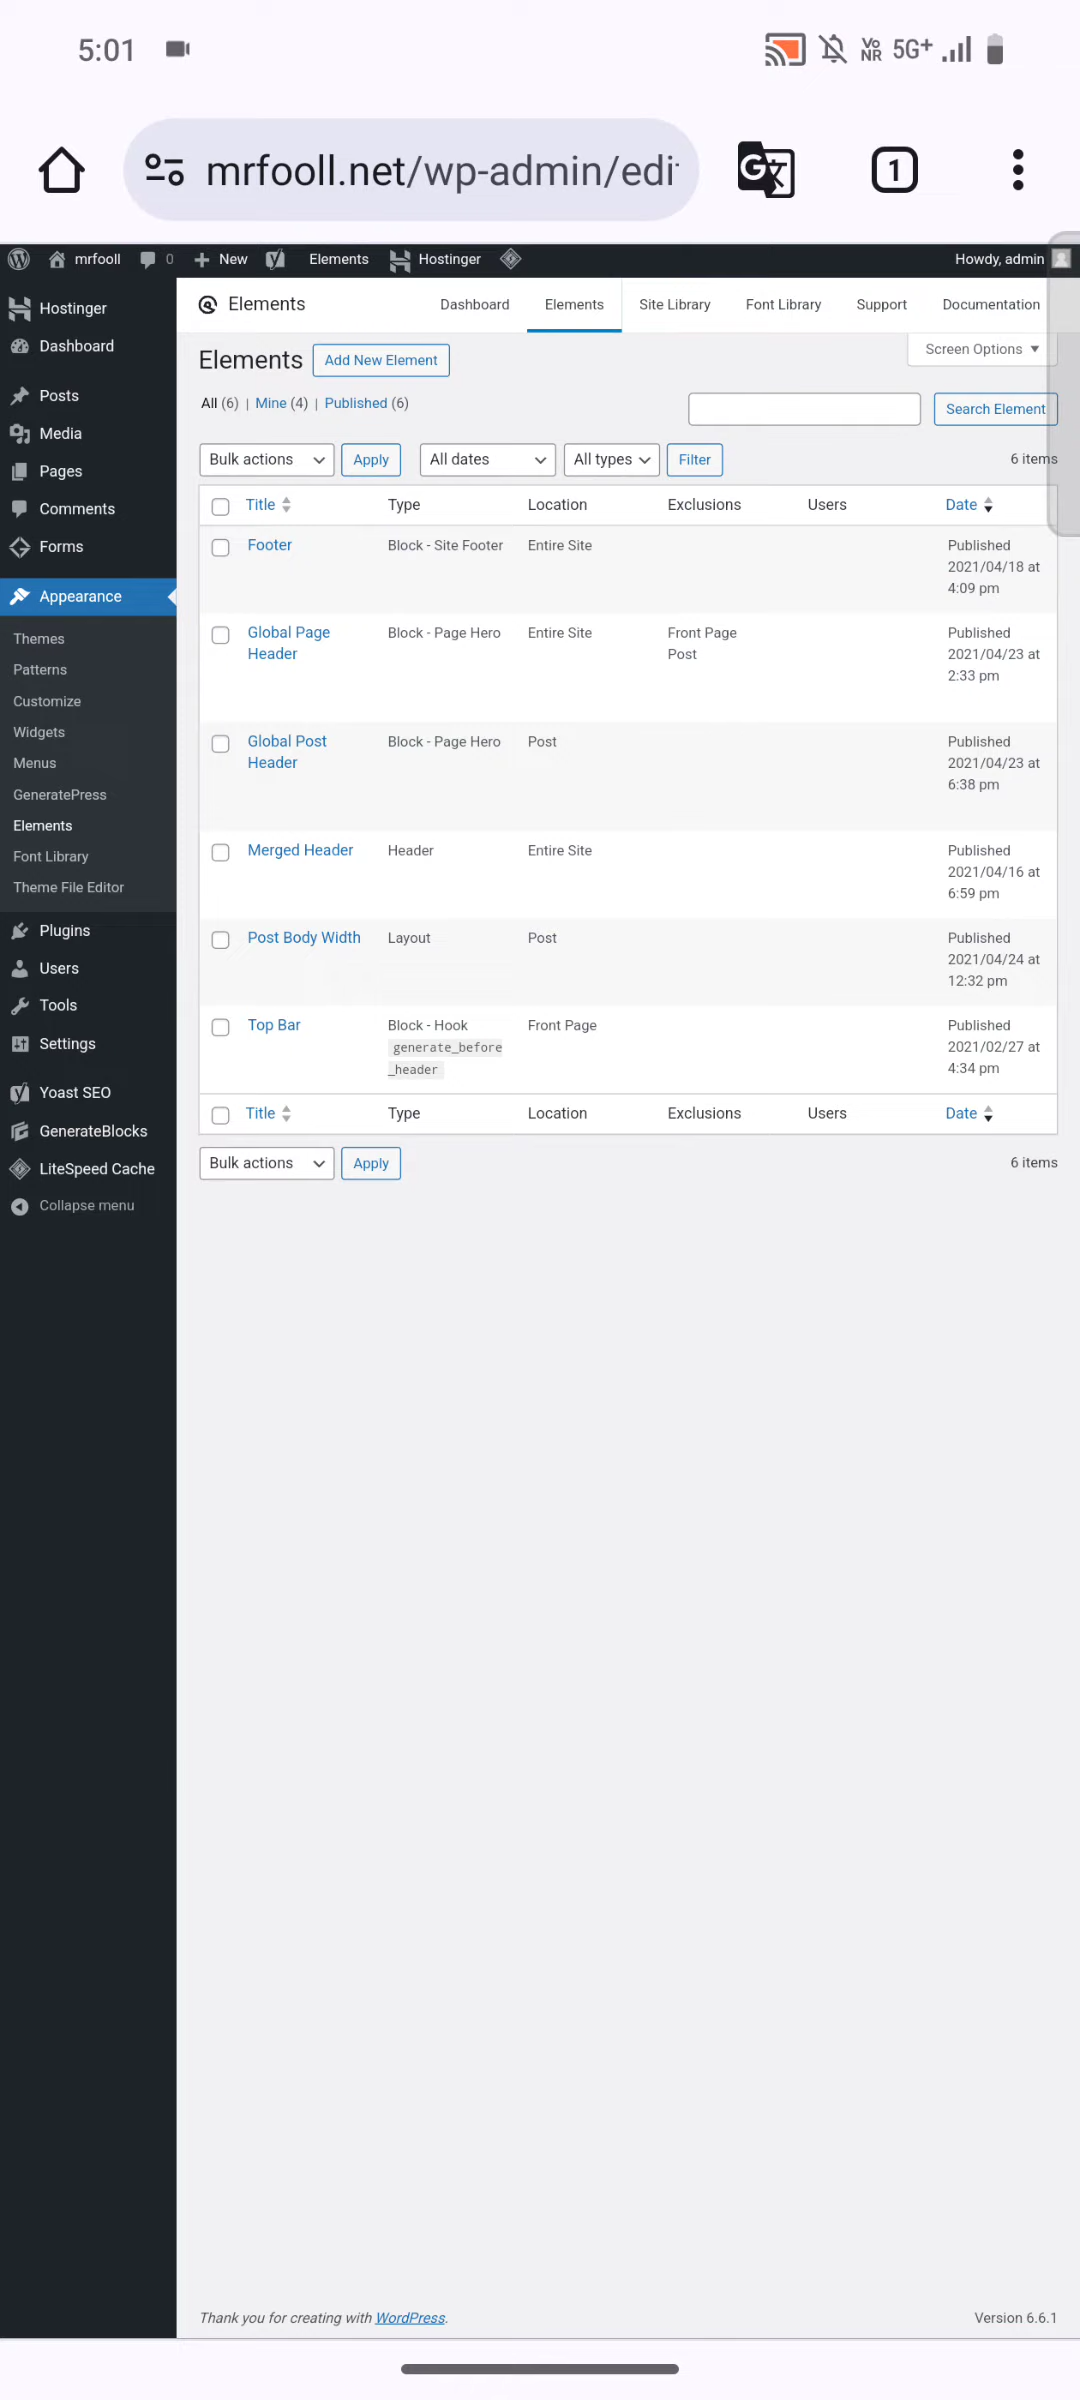 5:01 Vo NR 5G+
mrfooll.net/wp-admin/edi
1
mrfooll 0 New Elements Hostinger Howdy, admin
Hostinger
Dashboard
Posts
Media
Pages
Comments
Forms
Appearance
Themes
Patterns
Customize
Widgets
Menus
GeneratePress
Elements
Font Library
Theme File Editor
Plugins
Users
Tools
Settings
Yoast SEO
GenerateBlocks
LiteSpeed Cache
Collapse menu
Elements Dashboard Elements Site Library Font Library Support Documentation
Screen Options
Elements Add New Element
All (6) | Mine (4) | Published (6)
Search Element
Bulk actions Apply All dates All types Filter 6 items
Title Type Location Exclusions Users Date
Footer Block - Site Footer Entire Site Published
2021/04/18 at
4:09 pm
Global Page Block - Page Hero Entire Site Front Page Published
Header Post 2021/04/23 at
2:33 pm
Global Post Block - Page Hero Post Published
Header 2021/04/23 at
6:38 pm
Merged Header Header Entire Site Published
2021/04/16 at
6:59 pm
Post Body Width Layout Post Published
2021/04/24 at
12:32 pm
Top Bar Block - Hook Front Page Published
generate_before 2021/02/27 at
_header 4:34 pm
Title Type Location Exclusions Users Date
Bulk actions Apply 6 items
Thank you for creating with WordPress. Version 6.6.1